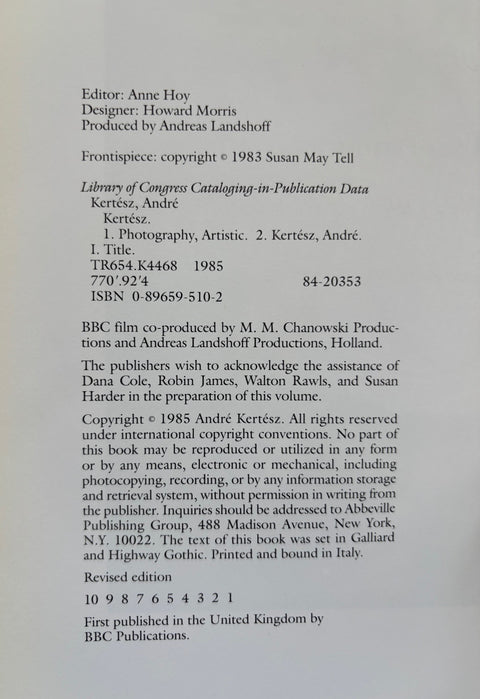 Editor: Anne Hoy
Designer: Howard Morris
Produced by Andreas Landshoff
Frontispiece: copyright © 1983 Susan May Tell
Library of Congress Cataloging-in-Publication Data
Kertész, André
Kertész.
1. Photography, Artistic. 2. Kertész, André.
I. Title.
TR654.K4468 1985
770'.92'4 84-20353
ISBN 0-89659-510-2
BBC film co-produced by M. M. Chanowski Produc-
tions and Andreas Landshoff Productions, Holland.
The publishers wish to acknowledge the assistance of
Dana Cole, Robin James, Walton Rawls, and Susan
Harder in the preparation of this volume.
Copyright © 1985 André Kertész. All rights reserved
under international copyright conventions. No part of
this book may be reproduced or utilized in any form
or by any means, electronic or mechanical, including
photocopying, recording, or by any information storage
and retrieval system, without permission in writing from
the publisher. Inquiries should be addressed to Abbeville
Publishing Group, 488 Madison Avenue, New York,
N.Y. 10022. The text of this book was set in Galliard
and Highway Gothic. Printed and bound in Italy.
Revised edition
10 9 8 7 6 5 4 3 2 1
First published in the United Kingdom by
BBC Publications.